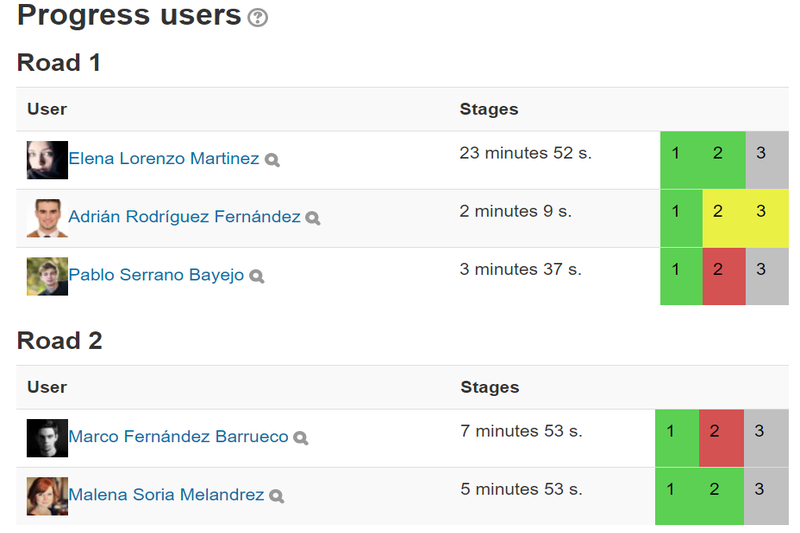 Progress users ?
Road 1
User Stages
Elena Lorenzo Martinez 23 minutes 52 s. 1 2 3
Adrián Rodríguez Fernández 2 minutes 9 s. 1 2 3
Pablo Serrano Bayejo 3 minutes 37 s. 1 2 3
Road 2
User Stages
Marco Fernández Barrueco 7 minutes 53 s. 1 2 3
Malena Soria Melandrez 5 minutes 53 s. 1 2 3